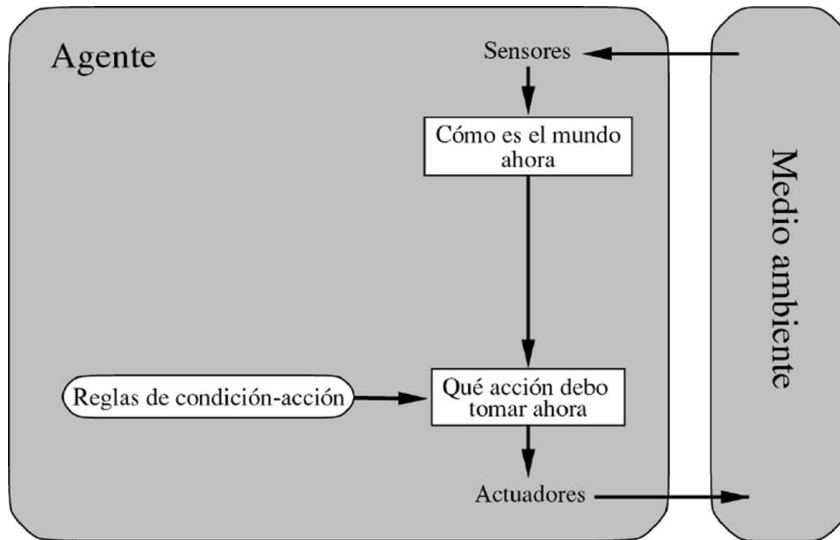 Agente
Sensores
Cómo es el mundo
ahora
Medio ambiente
Reglas de condición-acción
Qué acción debo
tomar ahora
Actuadores